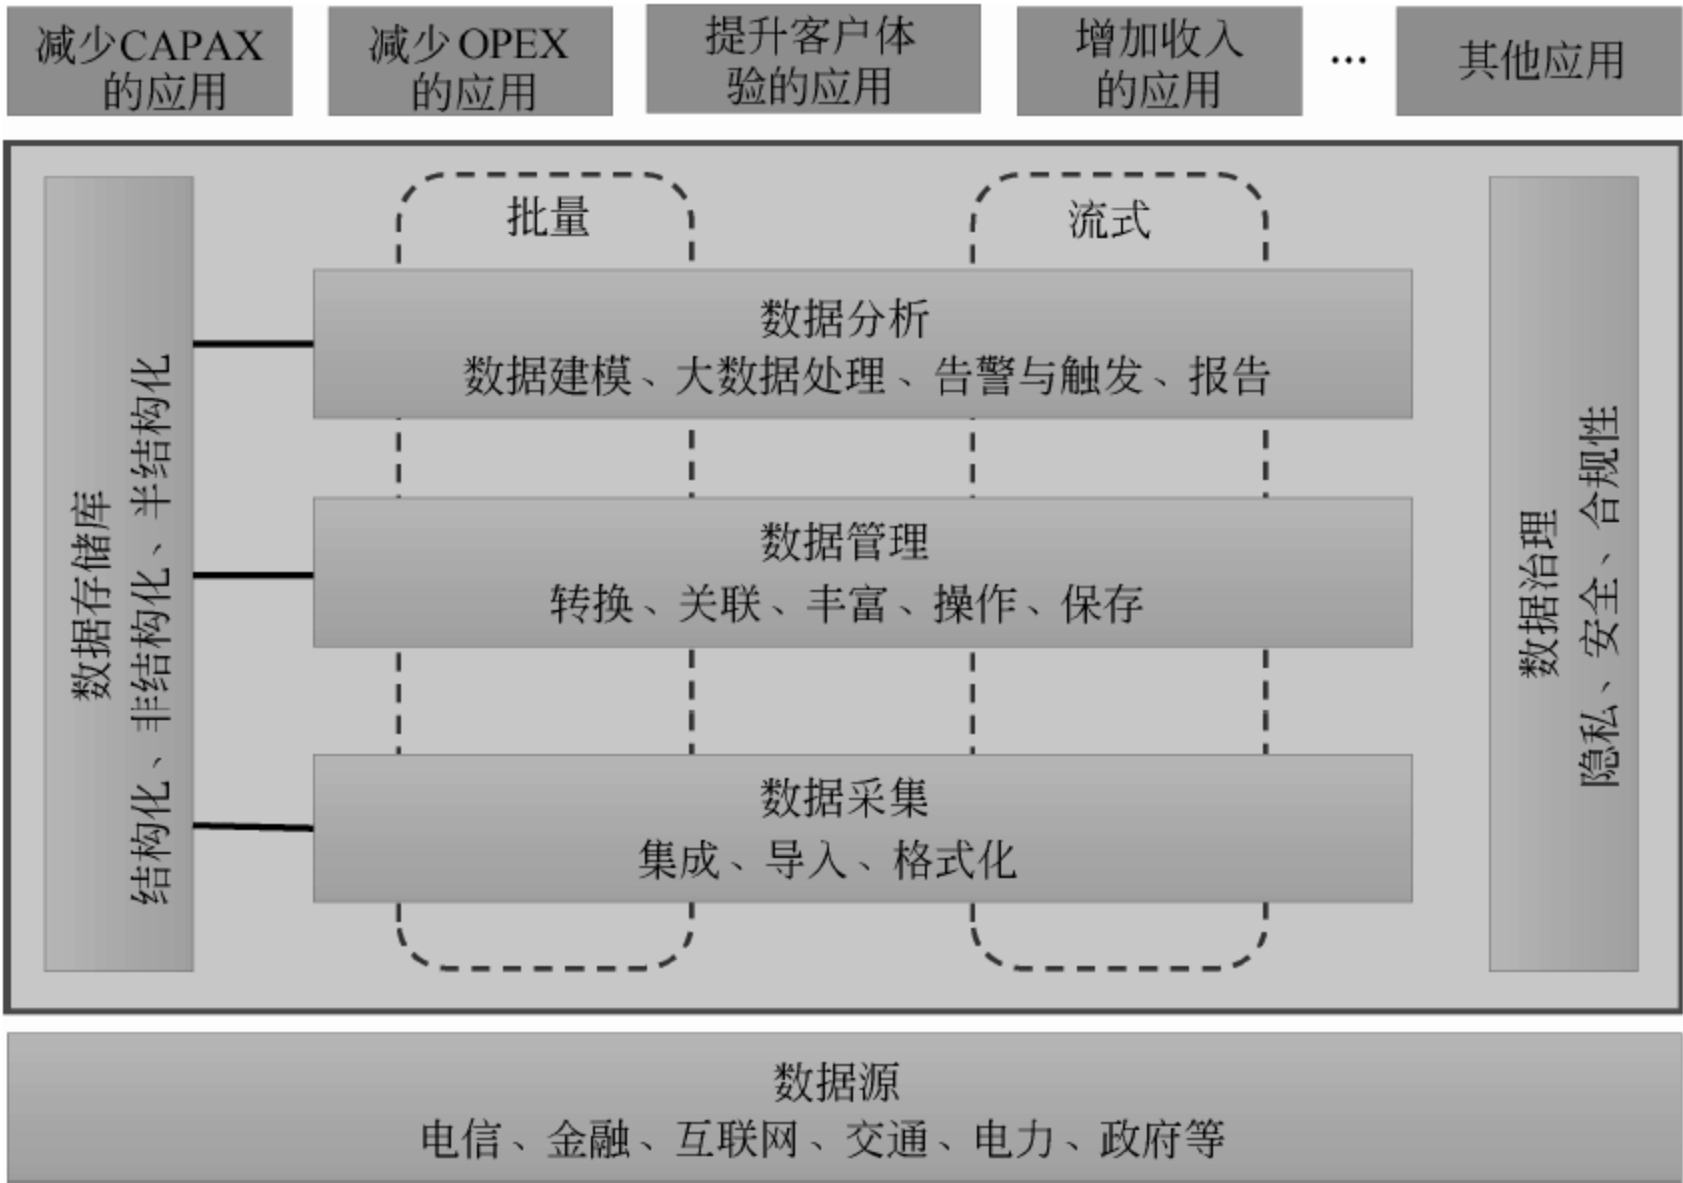 减少CAPAX
的应用
减少OPEX
的应用
提升客户体
验的应用
增加收入
的应用
...
其他应用
批量
流式
数据分析
数据建模、大数据处理、告警与触发、报告
数据管理
转换、关联、丰富、操作、保存
数据采集
集成、导入、格式化
数据存储库
结构化、非结构化、半结构化
数据治理
隐私、安全、合规性
数据源
电信、金融、互联网、交通、电力、政府等